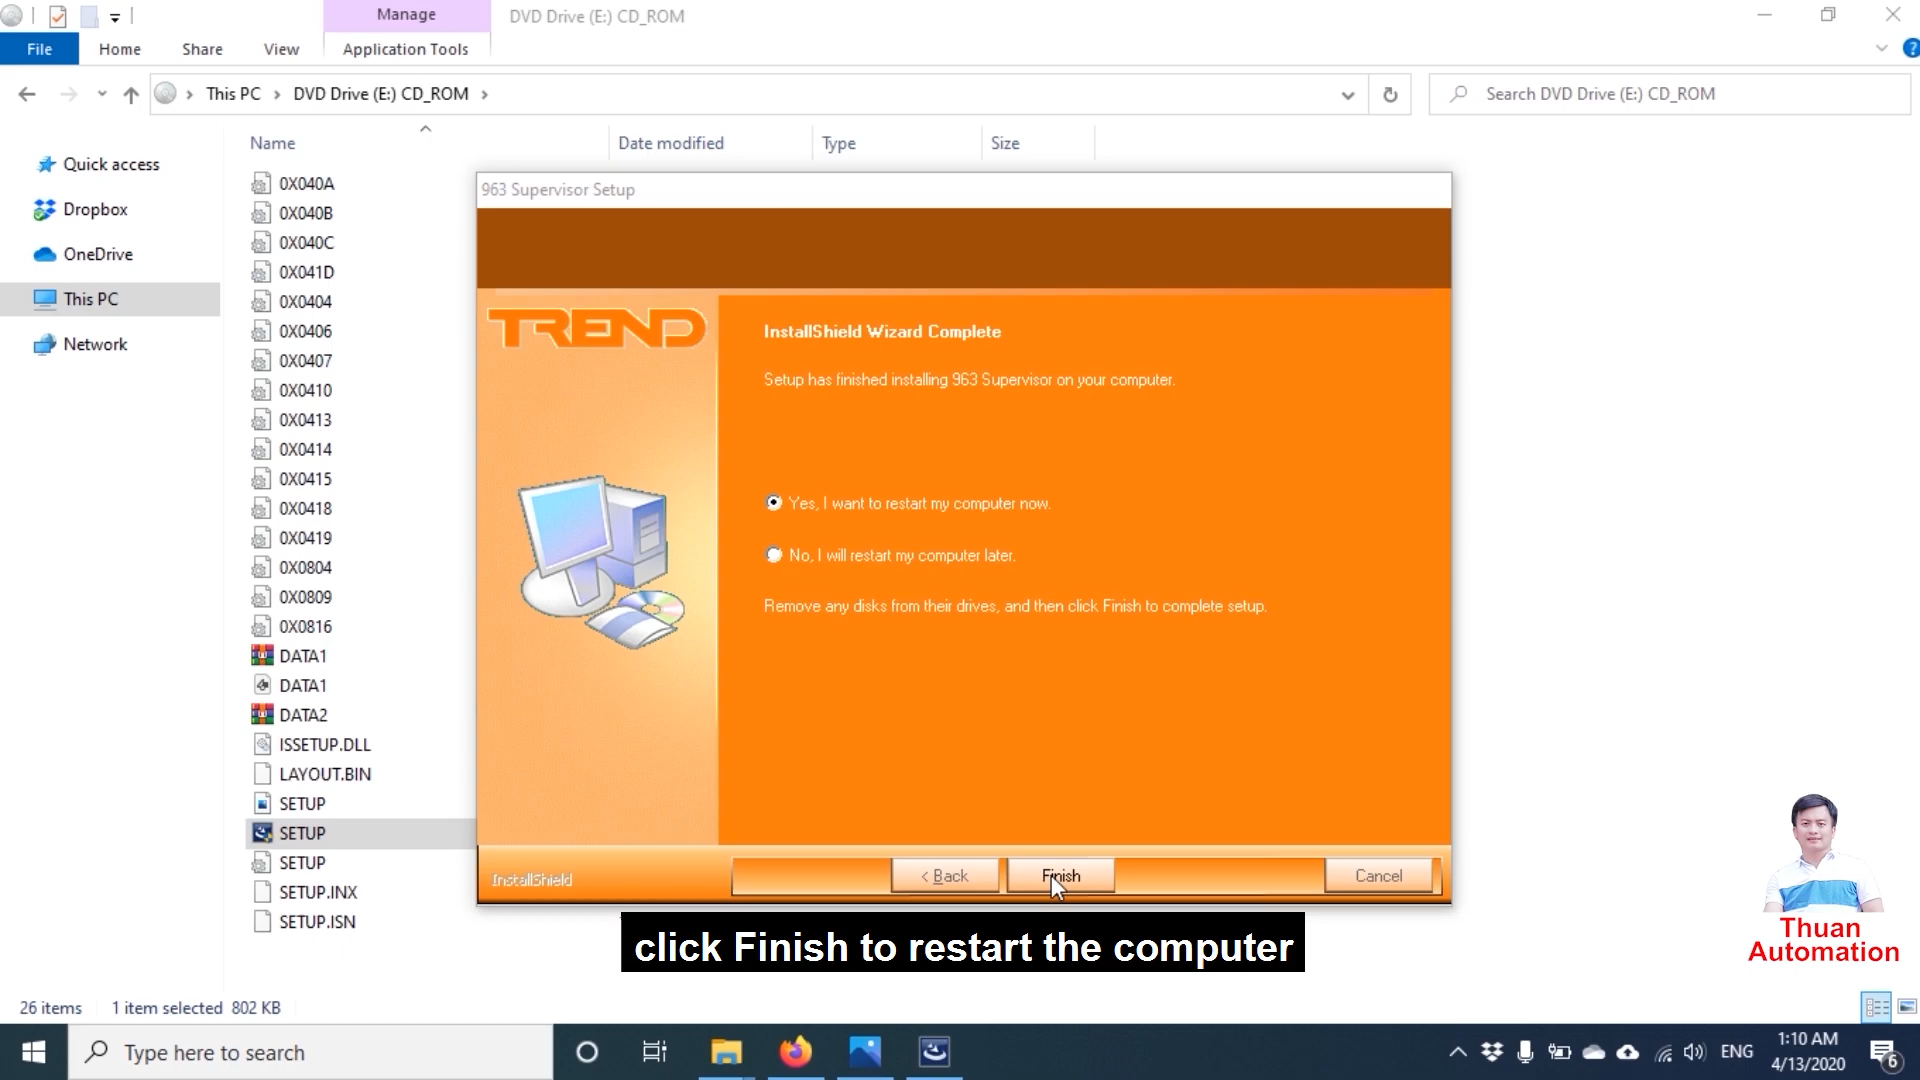 Manage
DVD Drive (E:) CD_ROM
File
Home
Share
View
Application Tools
This PC
DVD Drive (E:) CD_ROM
Search DVD Drive (E:) CD_ROM
Name
Date modified
Type
Size
Quick access
Dropbox
OneDrive
This PC
Network
0X040A
0X040B
0X040C
0X041D
0X0404
0X0406
0X0407
0X0410
0X0413
0X0414
0X0415
0X0418
0X0419
0X0804
0X0809
0X0816
DATA1
DATA1
DATA2
ISSETUP.DLL
LAYOUT.BIN
SETUP
SETUP
SETUP
SETUP.INX
SETUP.ISN
963 Supervisor Setup
TREND
InstallShield Wizard Complete
Setup has finished installing 963 Supervisor on your computer.
Yes, I want to restart my computer now.
No, I will restart my computer later.
Remove any disks from their drives, and then click Finish to complete setup.
InstallShield
< Back
Finish
Cancel
click Finish to restart the computer
Thuan
Automation
26 items
1 item selected 802 KB
Type here to search
ENG
1:10 AM
4/13/2020
6